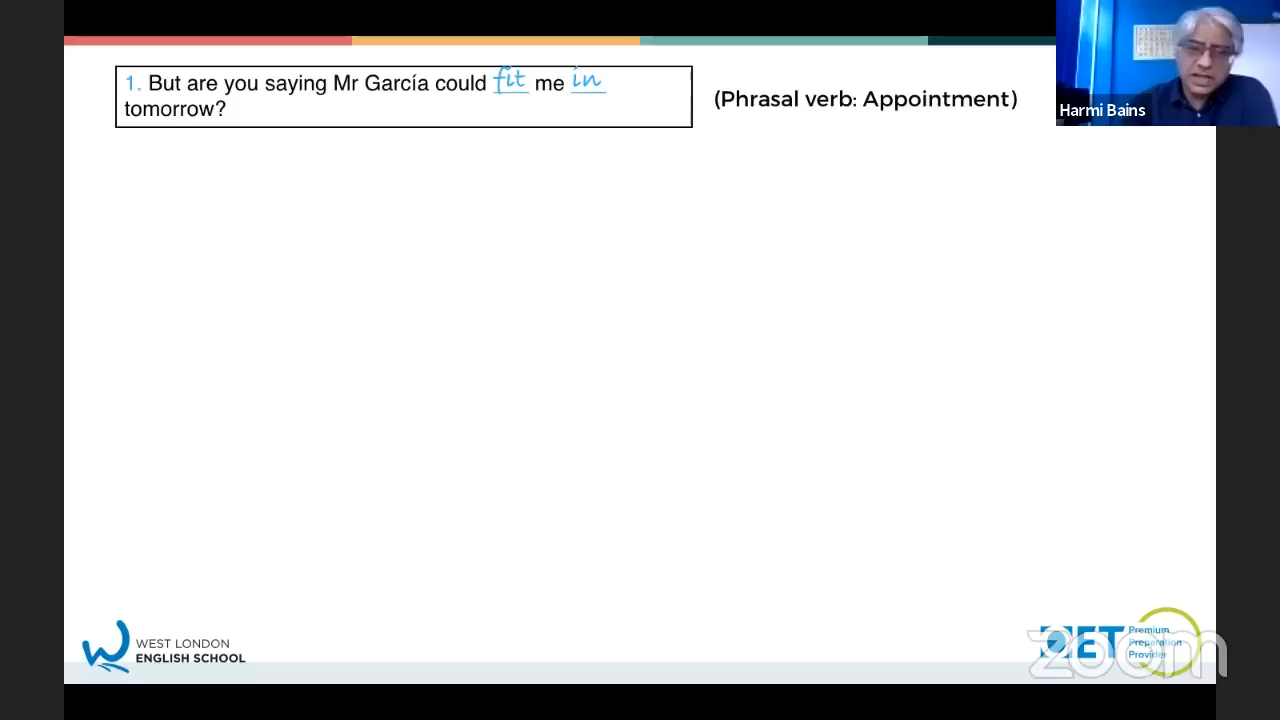 1. But are you saying Mr García could fit me in
tomorrow?
(Phrasal verb: Appointment)
Harmi Bains
WEST LONDON
ENGLISH SCHOOL
OET
Premium
Preparation
Provider
zoom